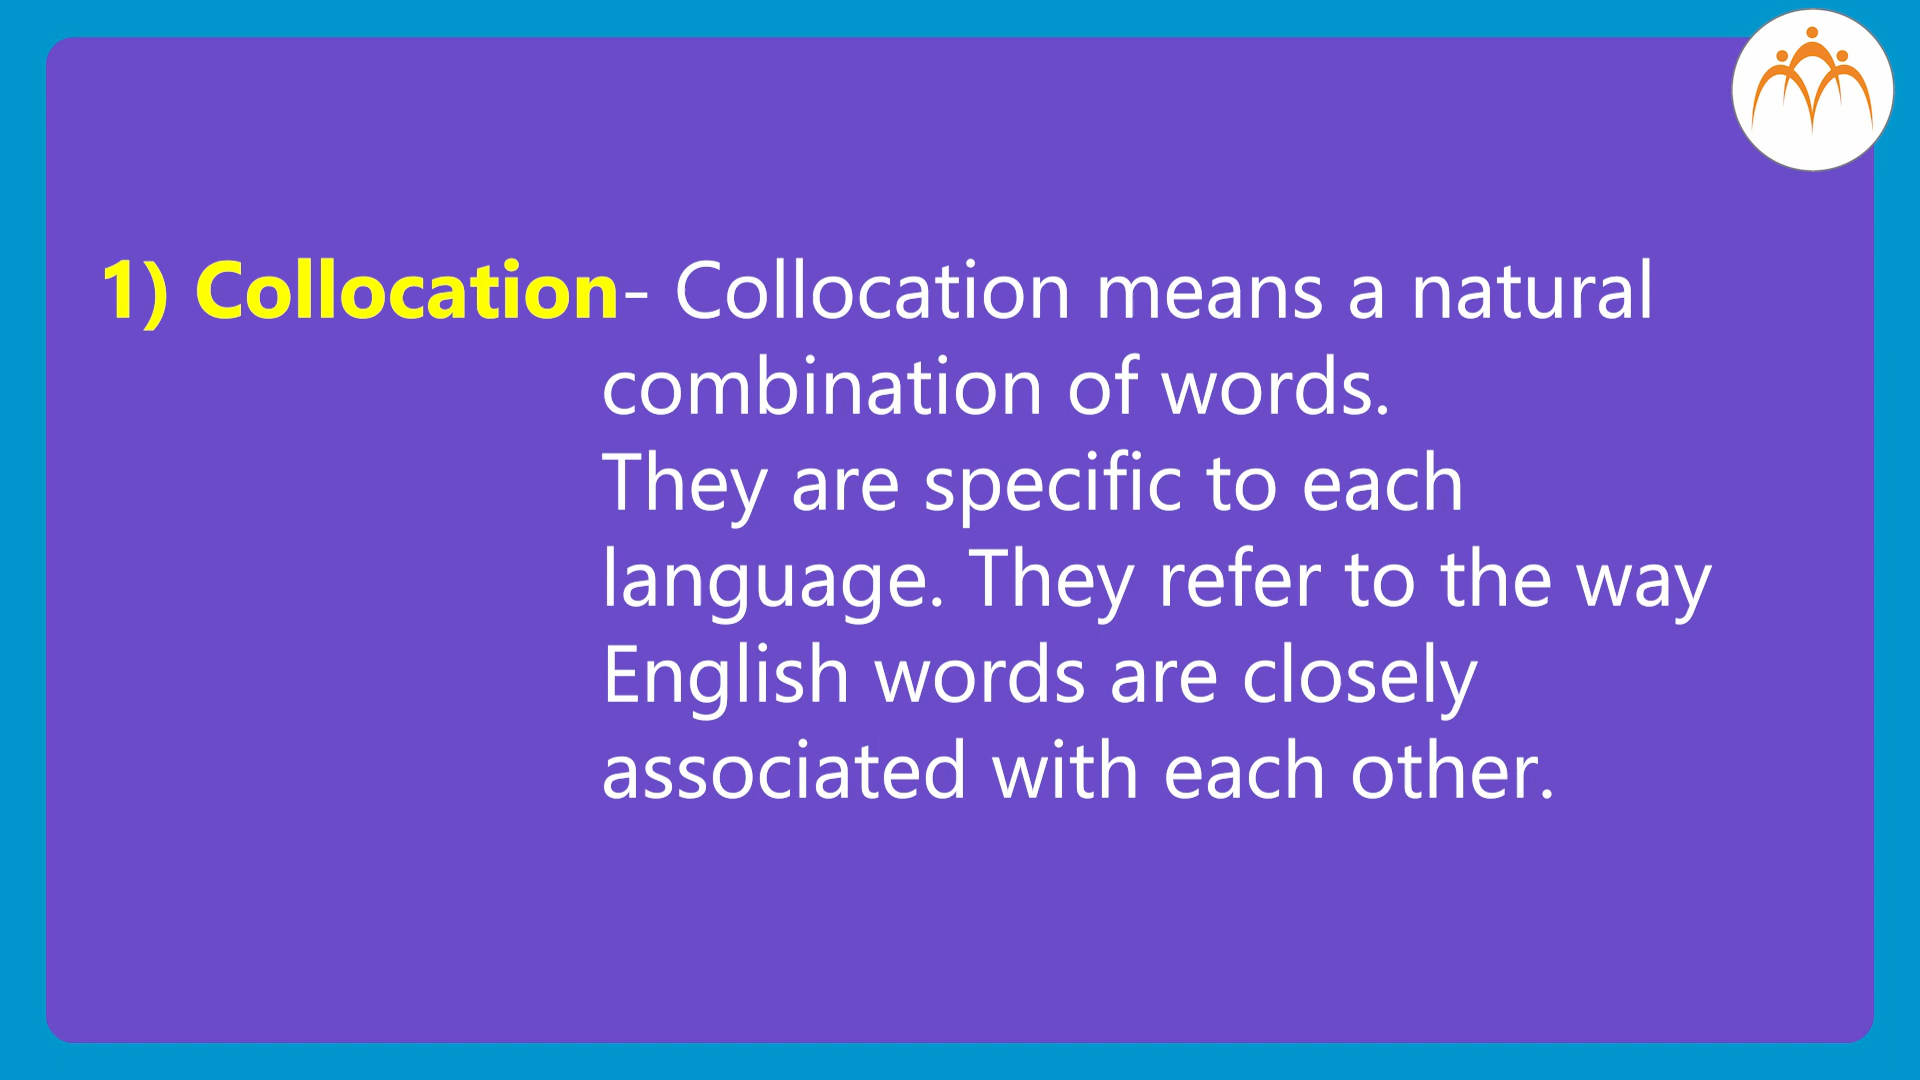 1) Collocation- Collocation means a natural
combination of words.
They are specific to each
language. They refer to the way
English words are closely
associated with each other.